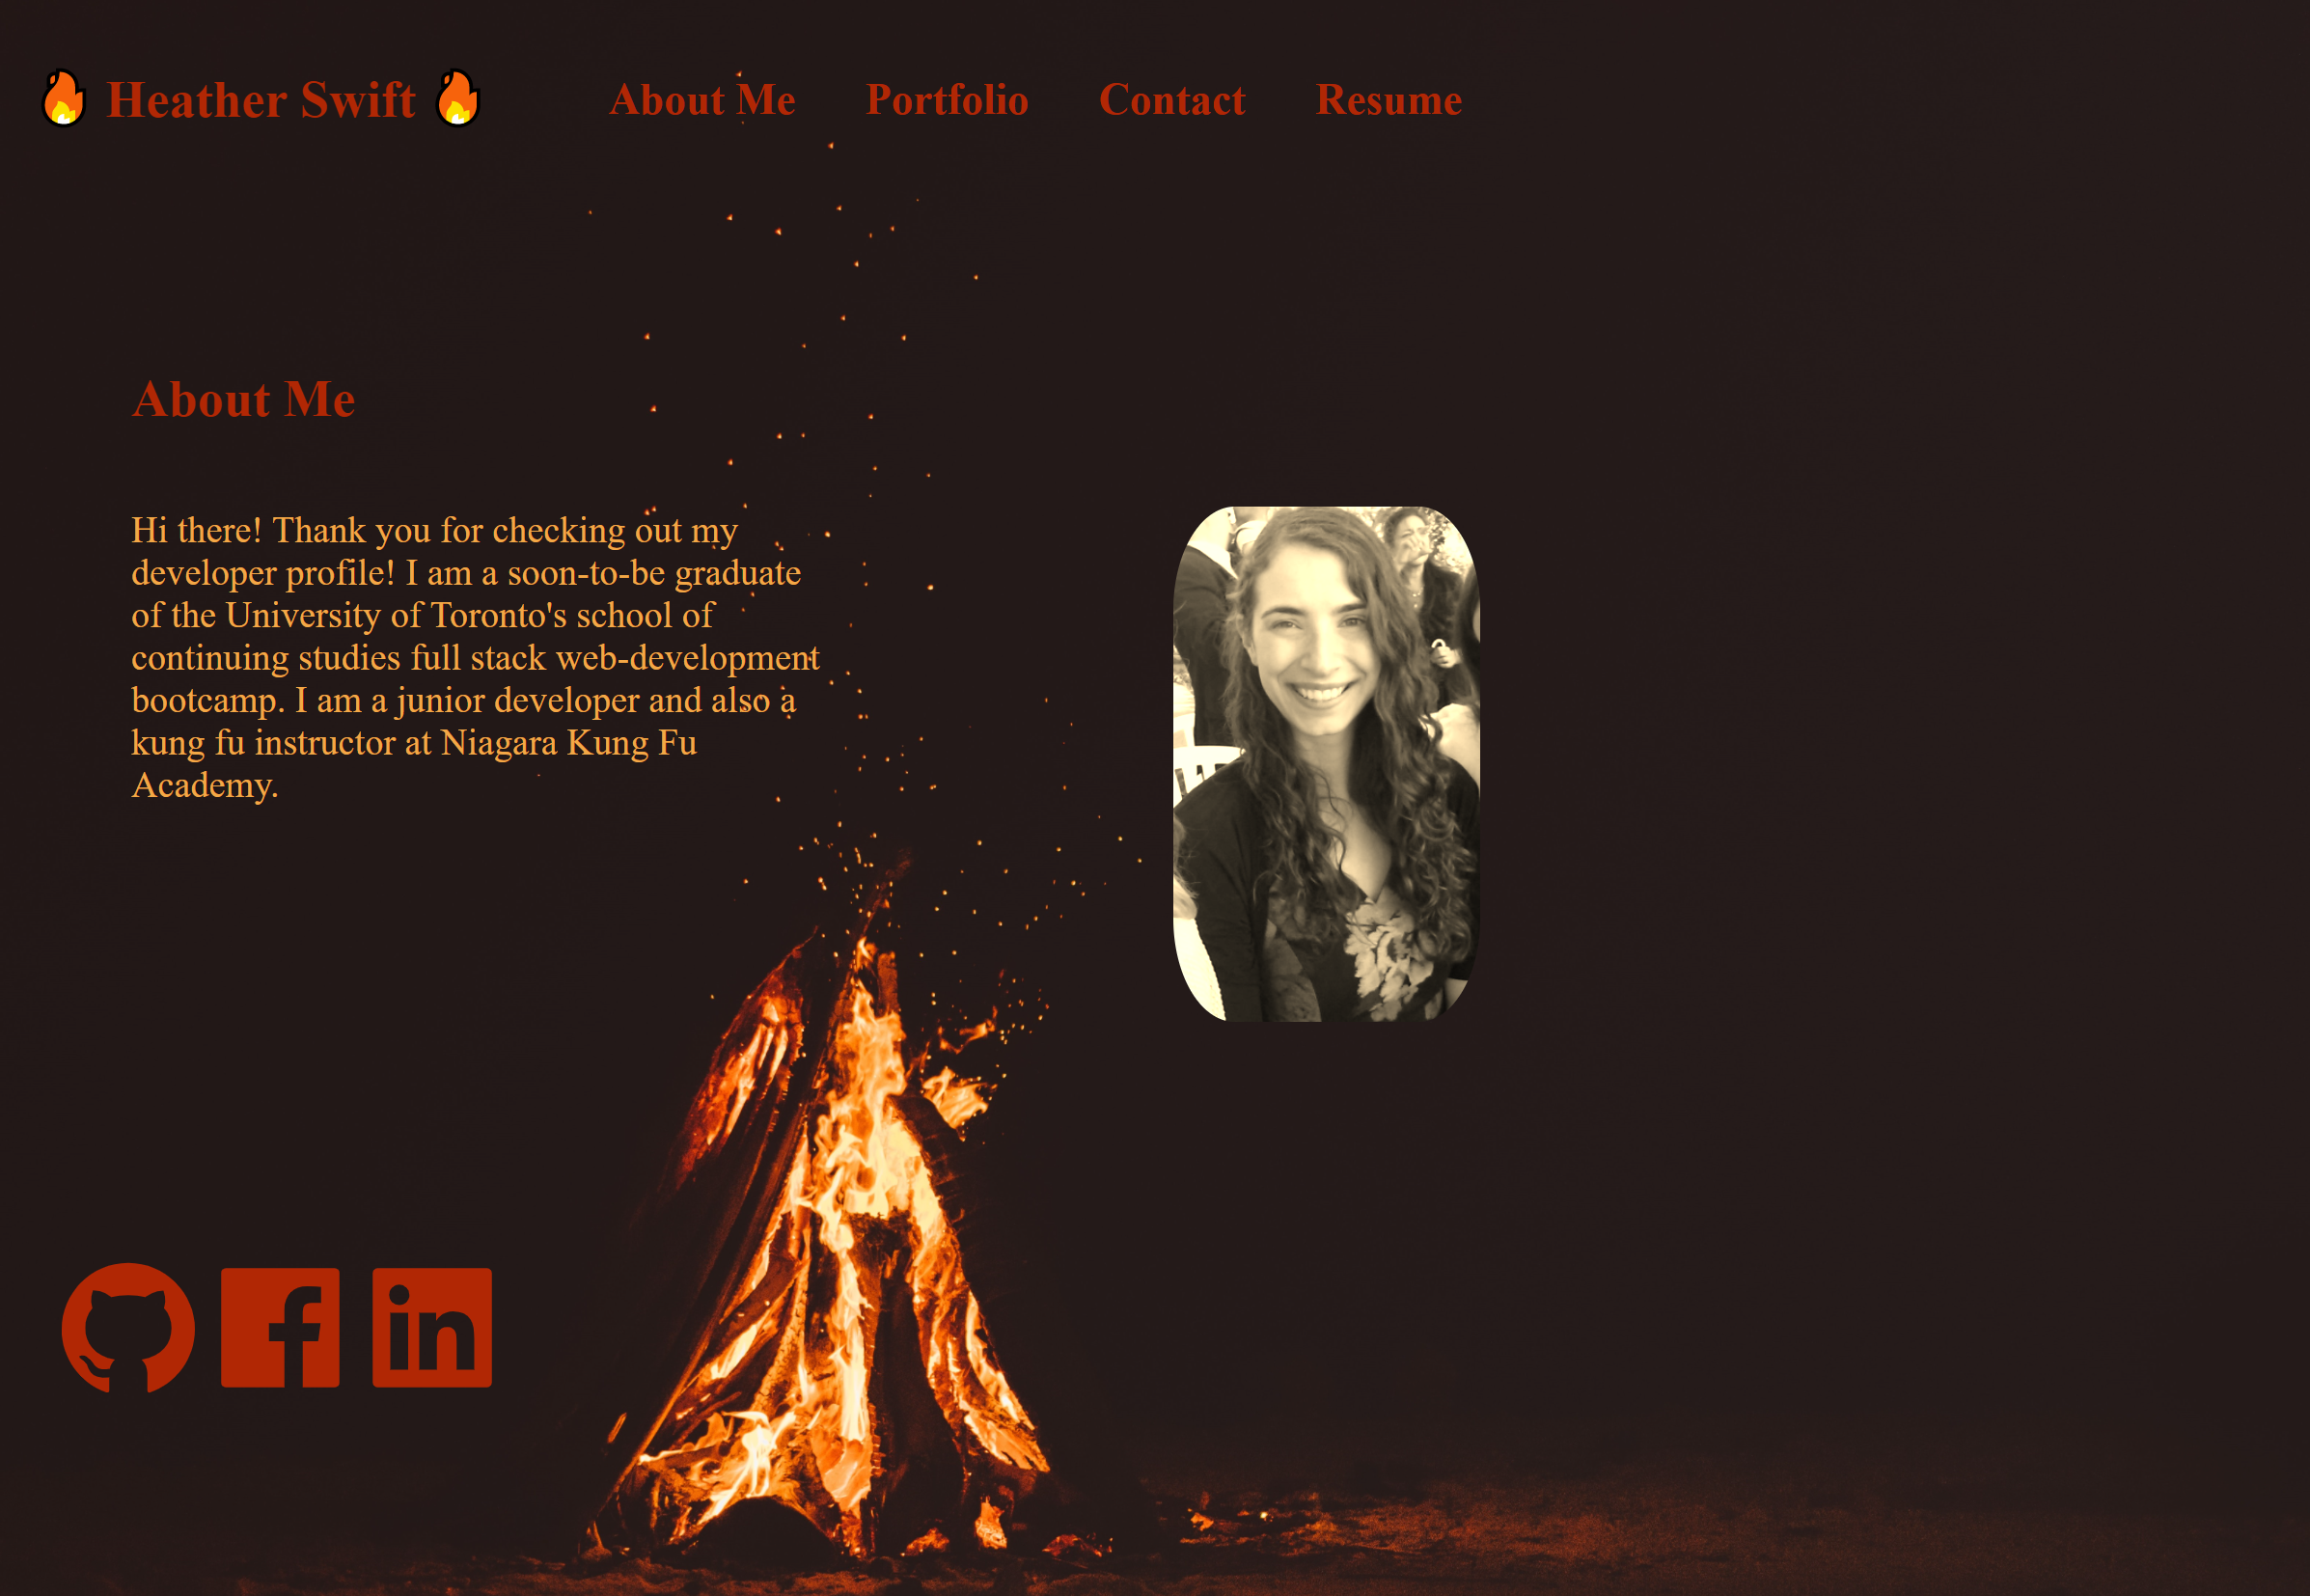 Heather Swift
About Me Portfolio Contact Resume
About Me
Hi there! Thank you for checking out my
developer profile! I am a soon-to-be graduate
of the University of Toronto's school of
continuing studies full stack web-development
bootcamp. I am a junior developer and also a
kung fu instructor at Niagara Kung Fu
Academy.
f
in